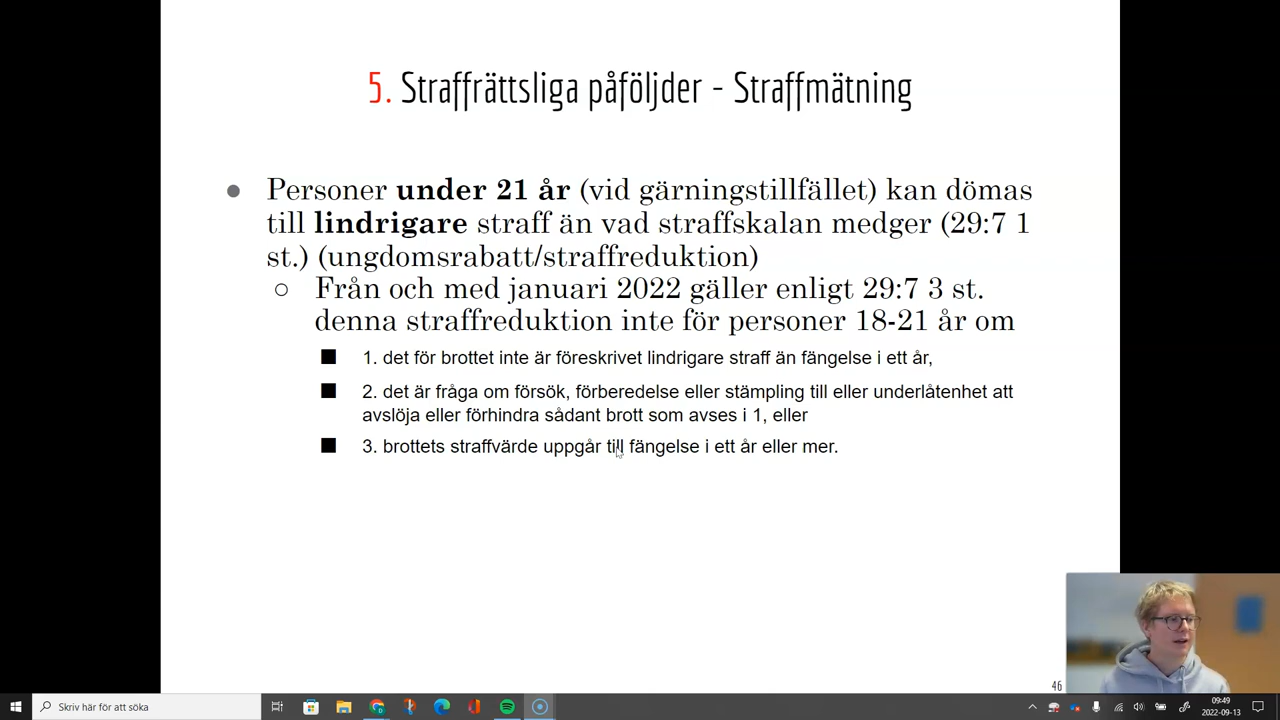 5. Straffrättsliga påföljder - Straffmätning
● Personer under 21 år (vid gärningstillfället) kan dömas
till lindrigare straff än vad straffskalan medger (29:7 1
st.) (ungdomsrabatt/straffreduktion)
○ Från och med januari 2022 gäller enligt 29:7 3 st.
denna straffreduktion inte för personer 18-21 år om
■ 1. det för brottet inte är föreskrivet lindrigare straff än fängelse i ett år,
■ 2. det är fråga om försök, förberedelse eller stämpling till eller underlåtenhet att
avslöja eller förhindra sådant brott som avses i 1, eller
■ 3. brottets straffvärde uppgår till fängelse i ett år eller mer.
46
Skriv här för att söka
09:49
2022-09-13